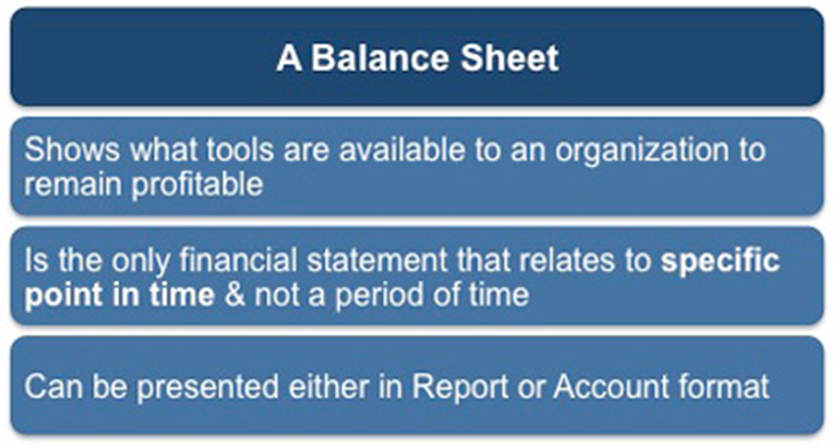 A Balance Sheet
Shows what tools are available to an organization to
remain profitable
Is the only financial statement that relates to specific
point in time & not a period of time
Can be presented either in Report or Account format